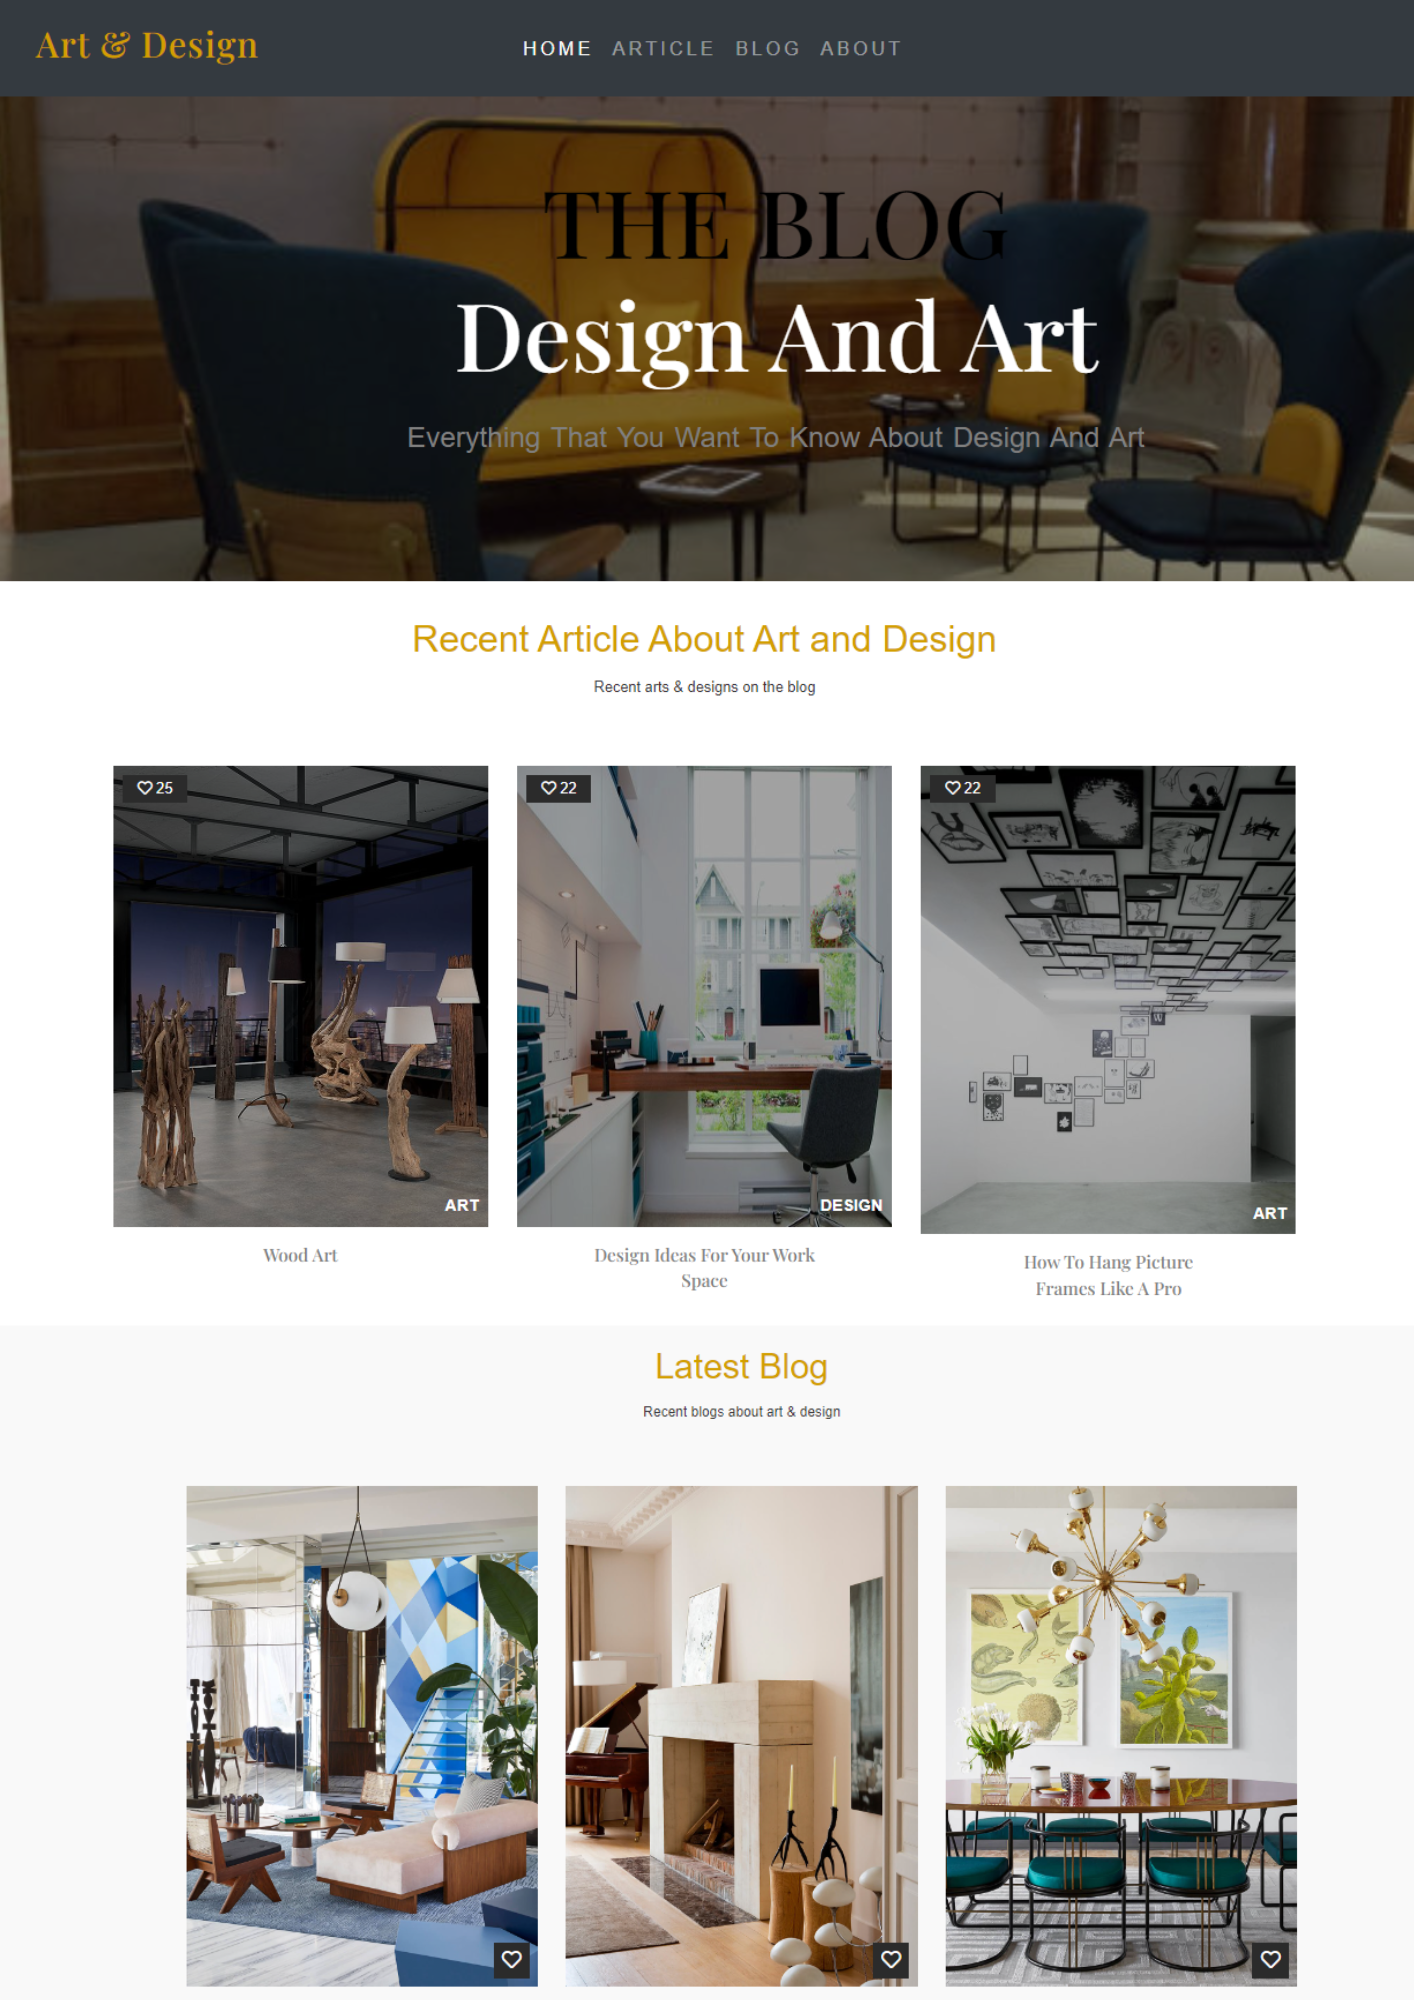 Art & Design
HOME ARTICLE BLOG ABOUT
THE BLOG
Design And Art
Everything That You Want To Know About Design And Art
Recent Article About Art and Design
Recent arts & designs on the blog
25
22
22
ART
DESIGN
ART
Wood Art
Design Ideas For Your Work
Space
How To Hang Picture
Frames Like A Pro
Latest Blog
Recent blogs about art & design